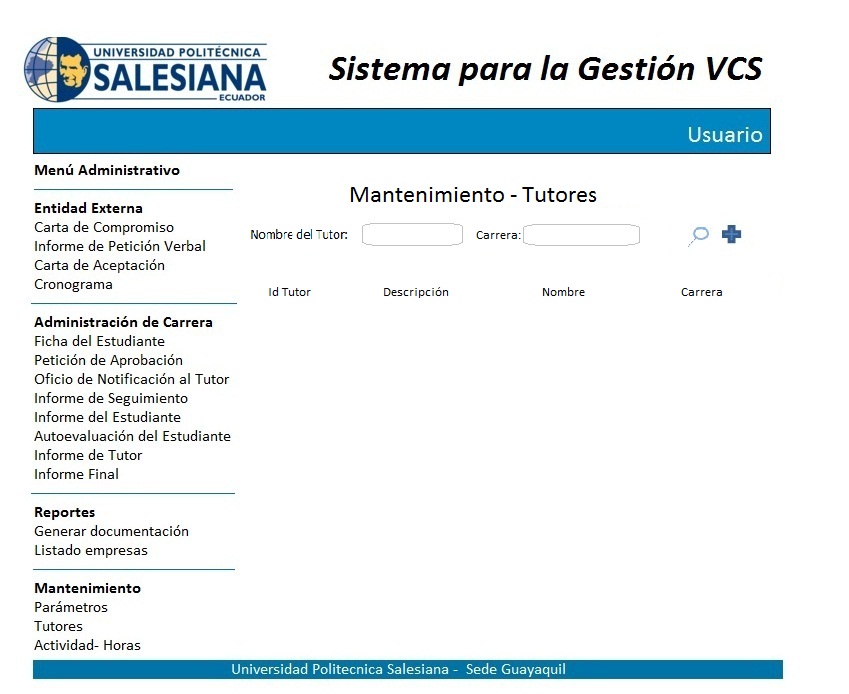 UNIVERSIDAD POLITÉCNICA
SALESIANA
ECUADOR
Sistema para la Gestión VCS
Usuario
Menú Administrativo
Entidad Externa
Carta de Compromiso
Informe de Petición Verbal
Carta de Aceptación
Cronograma
Administración de Carrera
Ficha del Estudiante
Petición de Aprobación
Oficio de Notificación al Tutor
Informe de Seguimiento
Informe del Estudiante
Autoevaluación del Estudiante
Informe de Tutor
Informe Final
Reportes
Generar documentación
Listado empresas
Mantenimiento
Parámetros
Tutores
Actividad- Horas
Mantenimiento - Tutores
Nombre del Tutor: Carrera:
Id Tutor Descripción Nombre Carrera
Universidad Politecnica Salesiana - Sede Guayaquil